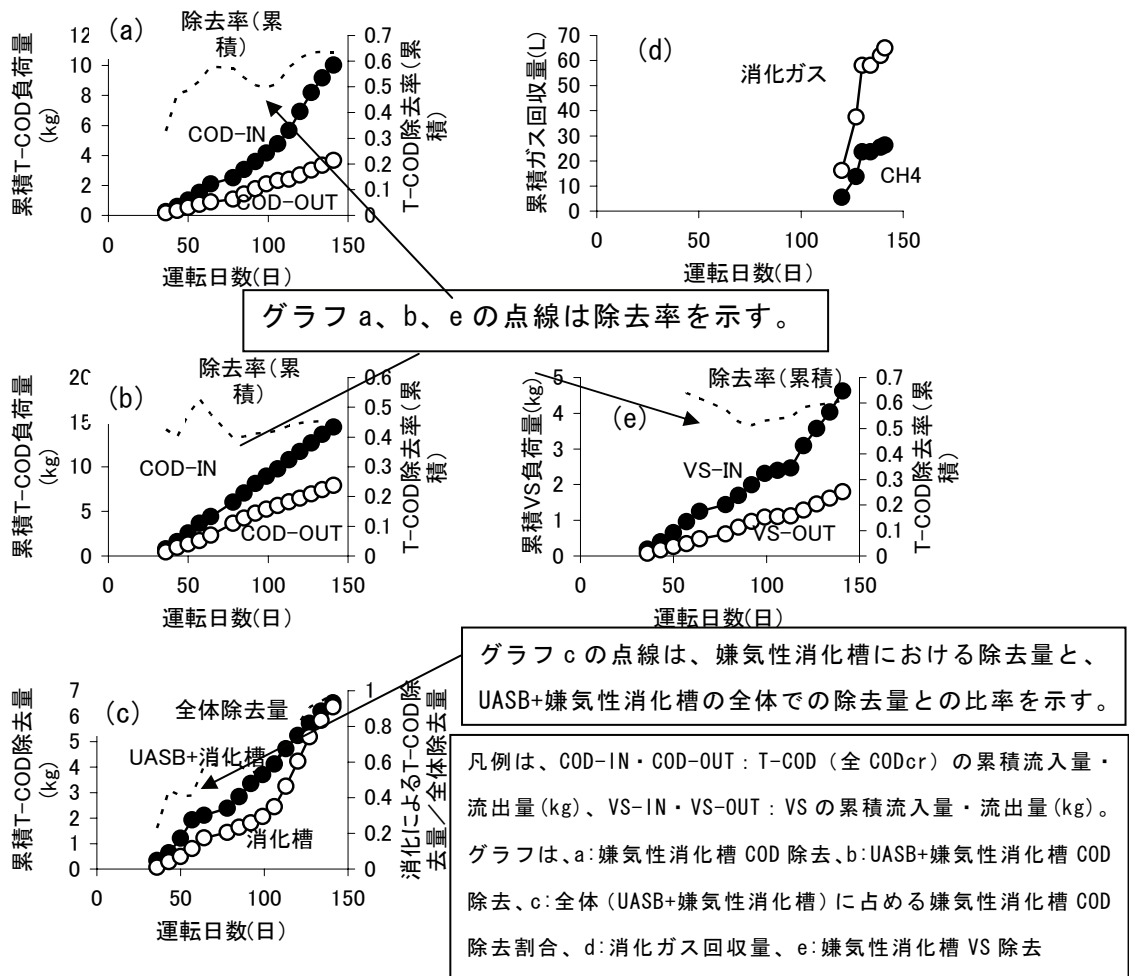 (a)
除去率(累
積)
累積T-COD負荷量
(kg)
12
10
8
6
4
2
0
COD-IN
COD-OUT
0.7
0.6
0.5
0.4
0.3
0.2
0.1
0
T-COD除去率(累
積)
0 50 100 150
運転日数(日)
(d)
累積ガス回収量(L)
70
60
50
40
30
20
10
0
消化ガス
CH4
0 50 100 150
運転日数(日)
グラフa、b、eの点線は除去率を示す。
(b)
除去率(累
積)
累積T-COD負荷量
(kg)
20
15
10
5
0
COD-IN
COD-OUT
0.6
0.5
0.4
0.3
0.2
0.1
0
T-COD除去率(累
積)
0 50 100 150
運転日数(日)
(e)
除去率(累積)
累積VS負荷量(kg)
5
4
3
2
1
0
VS-IN
VS-OUT
0.7
0.6
0.5
0.4
0.3
0.2
0.1
0
T-COD除去率(累
積)
0 50 100 150
運転日数(日)
(c)
全体除去量
UASB+消化槽
消化槽
累積T-COD除去量
(kg)
7
6
5
4
3
2
1
0
1
0.8
0.6
0.4
0.2
0
消化によるT-COD除
去量/全体除去量
0 50 100 150
運転日数(日)
グラフcの点線は、嫌気性消化槽における除去量と、
UASB+嫌気性消化槽の全体での除去量との比率を示す。
凡例は、COD-IN・COD-OUT:T-COD(全CODcr)の累積流入量・
流出量(kg)、VS-IN・VS-OUT:VSの累積流入量・流出量(kg)。
グラフは、a:嫌気性消化槽COD除去、b:UASB+嫌気性消化槽COD
除去、c:全体(UASB+嫌気性消化槽)に占める嫌気性消化槽COD
除去割合、d:消化ガス回収量、e:嫌気性消化槽VS除去